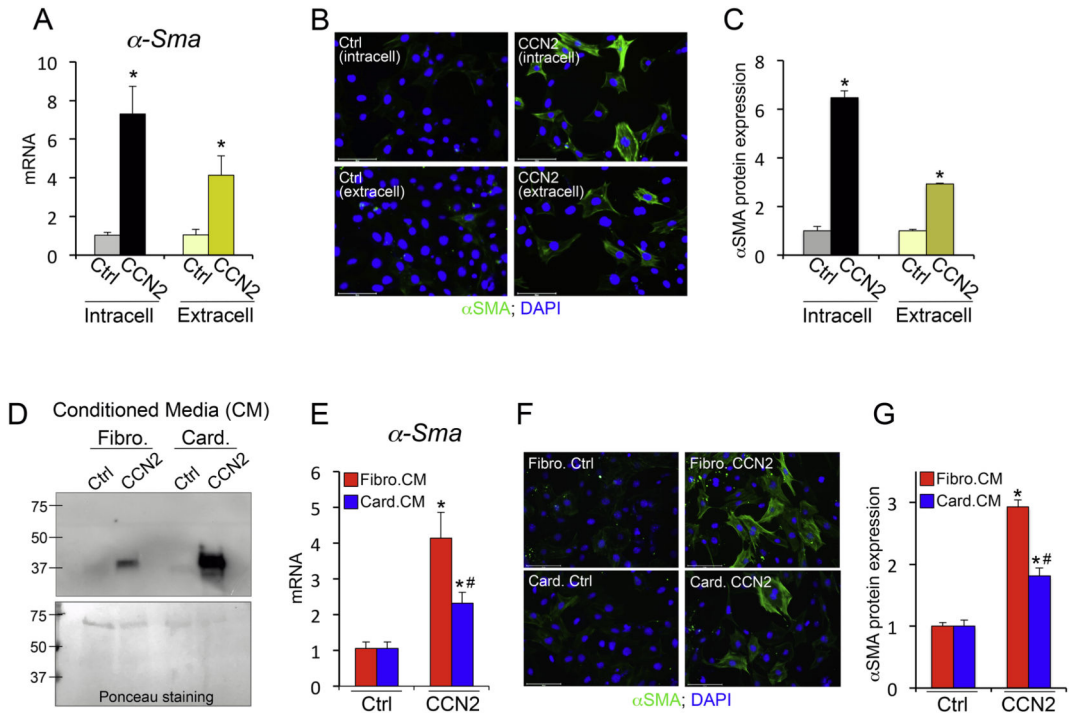 A
α-Sma
mRNA
10
8
6
4
2
0
*
*
Ctrl
CCN2
Ctrl
CCN2
Intracell
Extracell
B
Ctrl
(intracell)
CCN2
(intracell)
Ctrl
(extracell)
CCN2
(extracell)
αSMA; DAPI
C
αSMA protein expression
8
6
4
2
0
*
*
Ctrl
CCN2
Ctrl
CCN2
Intracell
Extracell
D
Conditioned Media (CM)
Fibro.
Card.
Ctrl
CCN2
Ctrl
CCN2
75
50
37
75
50
37
Ponceau staining
E
α-Sma
mRNA
6
5
4
3
2
1
0
Fibro.CM
Card.CM
*
*#
Ctrl
CCN2
F
Fibro. Ctrl
Fibro. CCN2
Card. Ctrl
Card. CCN2
αSMA; DAPI
G
αSMA protein expression
3
2
1
0
Fibro.CM
Card.CM
*
*#
Ctrl
CCN2